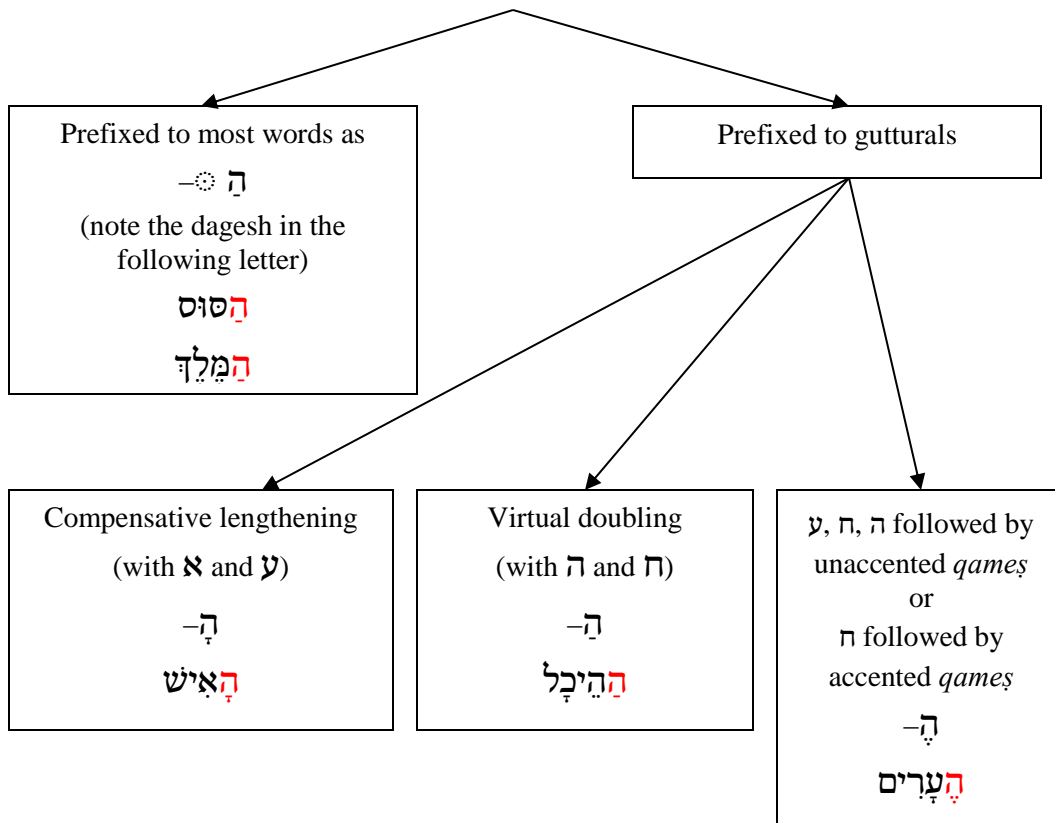 Prefixed to most words as
הַ ּ–
(note the dagesh in the
following letter)
הַסּוּס
הַמֵּלֵךְ
Prefixed to gutturals
Compensative lengthening
(with א and ע)
הָ–
הָאִישׁ
Virtual doubling
(with ה and ח)
הַ–
הַהֵיכָל
ע, ח, ה followed by
unaccented qameṣ
or
ח followed by
accented qameṣ
הֶ–
הֶעָרִים